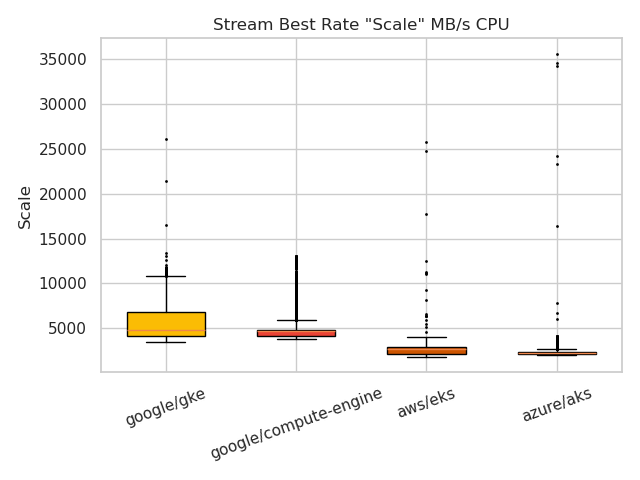 Stream Best Rate "Scale" MB/s CPU
35000
30000
25000
20000
15000
10000
5000
Scale
google/gke
google/compute-engine
aws/eks
azure/aks